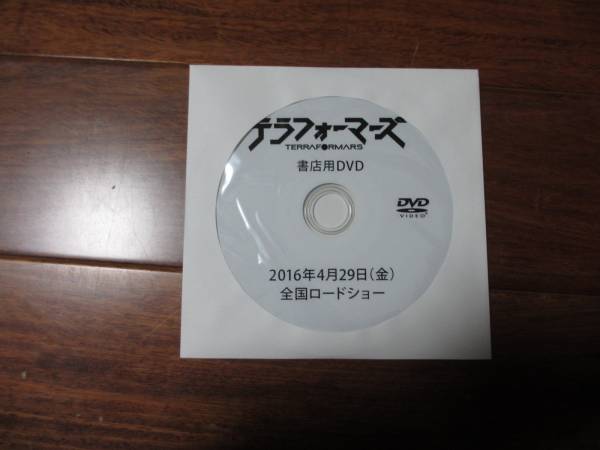 テラフォーマーズ
TERRAFORMARS
書店用DVD
DVD
VIDEO
2016年4月29日(金)
全国ロードショー